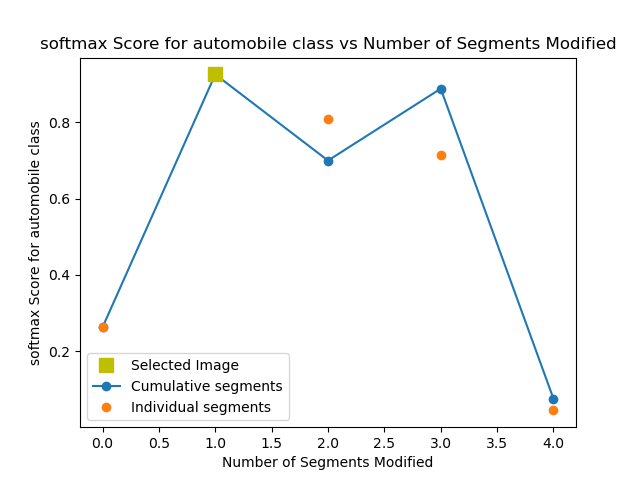 softmax Score for automobile class vs Number of Segments Modified
softmax Score for automobile class
0.8
0.6
0.4
0.2
Selected Image
Cumulative segments
Individual segments
0.0 0.5 1.0 1.5 2.0 2.5 3.0 3.5 4.0
Number of Segments Modified